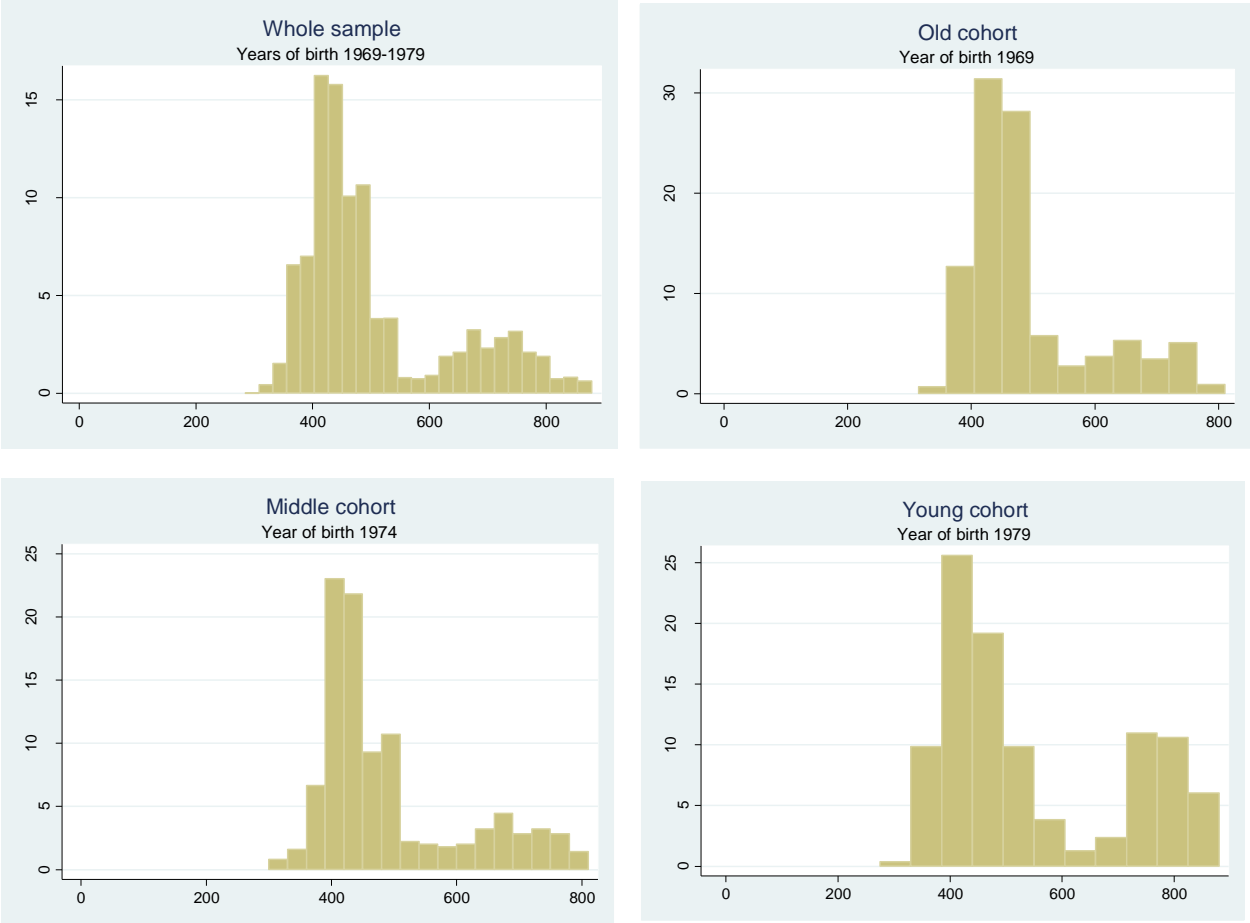 Whole sample
Years of birth 1969-1979
15
10
5
0
0 200 400 600 800
Old cohort
Year of birth 1969
30
20
10
0
0 200 400 600 800
Middle cohort
Year of birth 1974
25
20
15
10
5
0
0 200 400 600 800
Young cohort
Year of birth 1979
25
20
15
10
5
0
0 200 400 600 800